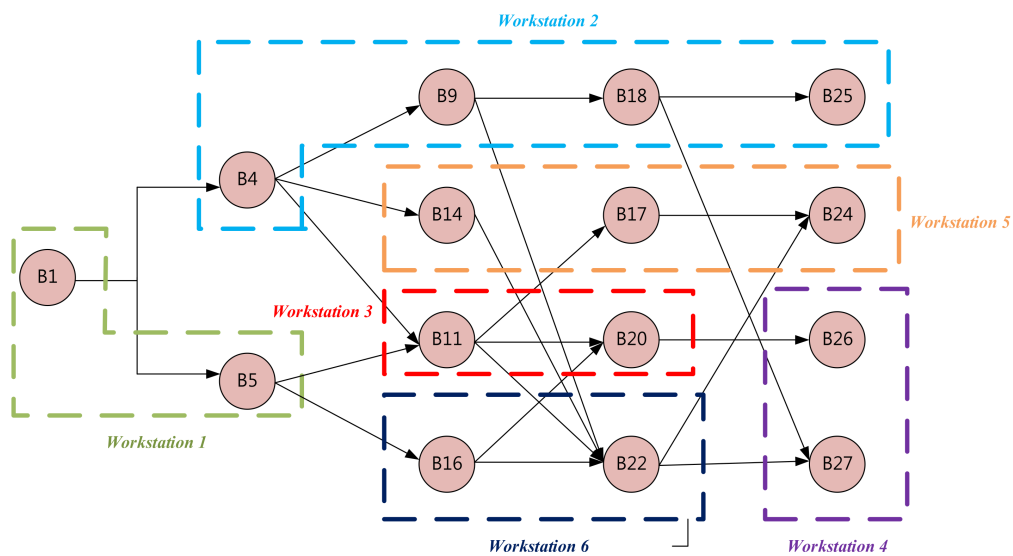 Workstation 2
B9
B18
B25
B4
B14
B17
B24
Workstation 5
B1
Workstation 3
B11
B20
B26
B5
Workstation 1
B16
B22
B27
Workstation 6
Workstation 4